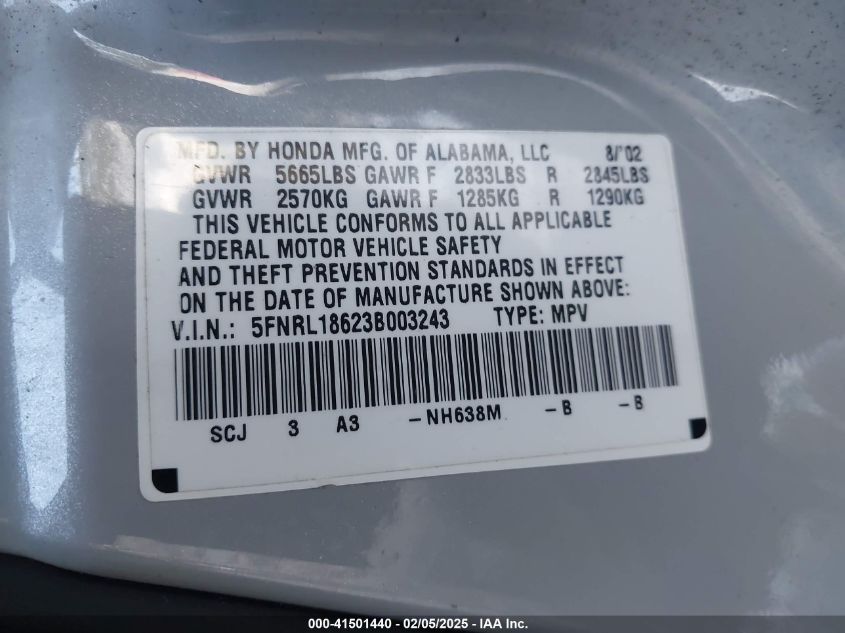 MFD. BY HONDA MFG. OF ALABAMA, LLC 8/'02
GVWR 5665LBS GAWR F 2833LBS R 2845LBS
GVWR 2570KG GAWR F 1285KG R 1290KG
THIS VEHICLE CONFORMS TO ALL APPLICABLE
FEDERAL MOTOR VEHICLE SAFETY
AND THEFT PREVENTION STANDARDS IN EFFECT
ON THE DATE OF MANUFACTURE SHOWN ABOVE:
V.I.N.: 5FNRL18623B003243 TYPE: MPV
SCJ 3 A3 -NH638M -B -B
000-41501440 - 02/05/2025 - IAA Inc.